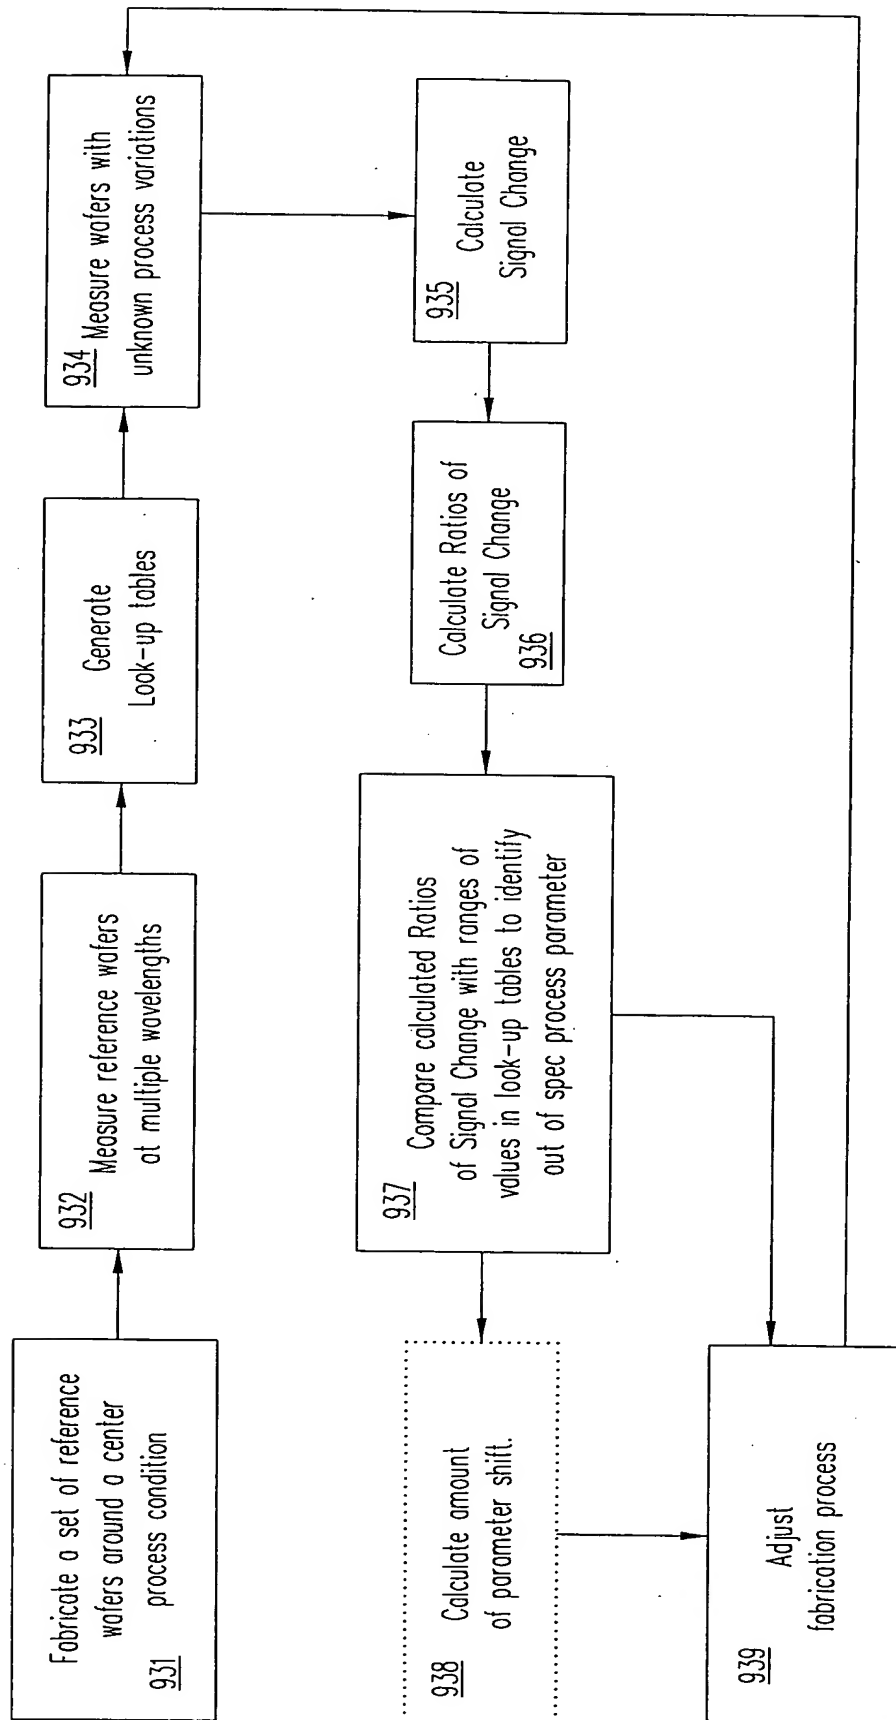 Fabricate a set of reference
wafers around a center
process condition
931
932 Measure reference wafers
at multiple wavelengths
933 Generate
Look-up tables
934 Measure wafers with
unknown process variations
935 Calculate
Signal Change
Calculate Ratios of
Signal Change
936
937 Compare calculated Ratios
of Signal Change with ranges of
values in look-up tables to identify
out of spec process parameter
938 Calculate amount
of parameter shift.
939 Adjust
fabrication process